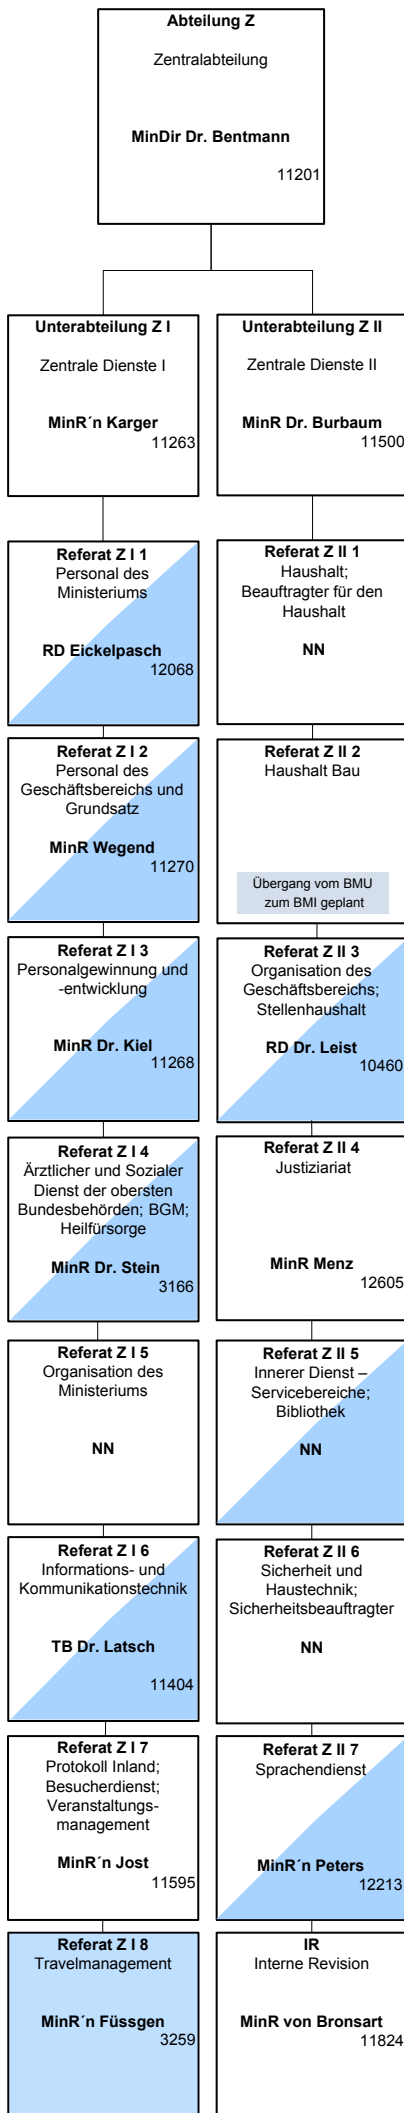 Abteilung Z
Zentralabteilung
MinDir Dr. Bentmann
11201
Unterabteilung Z I
Zentrale Dienste I
MinR´n Karger
11263
Unterabteilung Z II
Zentrale Dienste II
MinR Dr. Burbaum
11500
Referat Z I 1
Personal des
Ministeriums
RD Eickelpasch
12068
Referat Z II 1
Haushalt;
Beauftragter für den
Haushalt
NN
Referat Z I 2
Personal des
Geschäftsbereichs und
Grundsatz
MinR Wegend
11270
Referat Z II 2
Haushalt Bau
Übergang vom BMU
zum BMI geplant
Referat Z I 3
Personalgewinnung und
-entwicklung
MinR Dr. Kiel
11268
Referat Z II 3
Organisation des
Geschäftsbereichs;
Stellenhaushalt
RD Dr. Leist
10460
Referat Z I 4
Ärztlicher und Sozialer
Dienst der obersten
Bundesbehörden; BGM;
Heilfürsorge
MinR Dr. Stein
3166
Referat Z II 4
Justiziariat
MinR Menz
12605
Referat Z I 5
Organisation des
Ministeriums
NN
Referat Z II 5
Innerer Dienst –
Servicebereiche;
Bibliothek
NN
Referat Z I 6
Informations- und
Kommunikationstechnik
TB Dr. Latsch
11404
Referat Z II 6
Sicherheit und
Haustechnik;
Sicherheitsbeauftragter
NN
Referat Z I 7
Protokoll Inland;
Besucherdienst;
Veranstaltungs-
management
MinR´n Jost
11595
Referat Z II 7
Sprachendienst
MinR´n Peters
12213
Referat Z I 8
Travelmanagement
MinR´n Füssgen
3259
IR
Interne Revision
MinR von Bronsart
11824